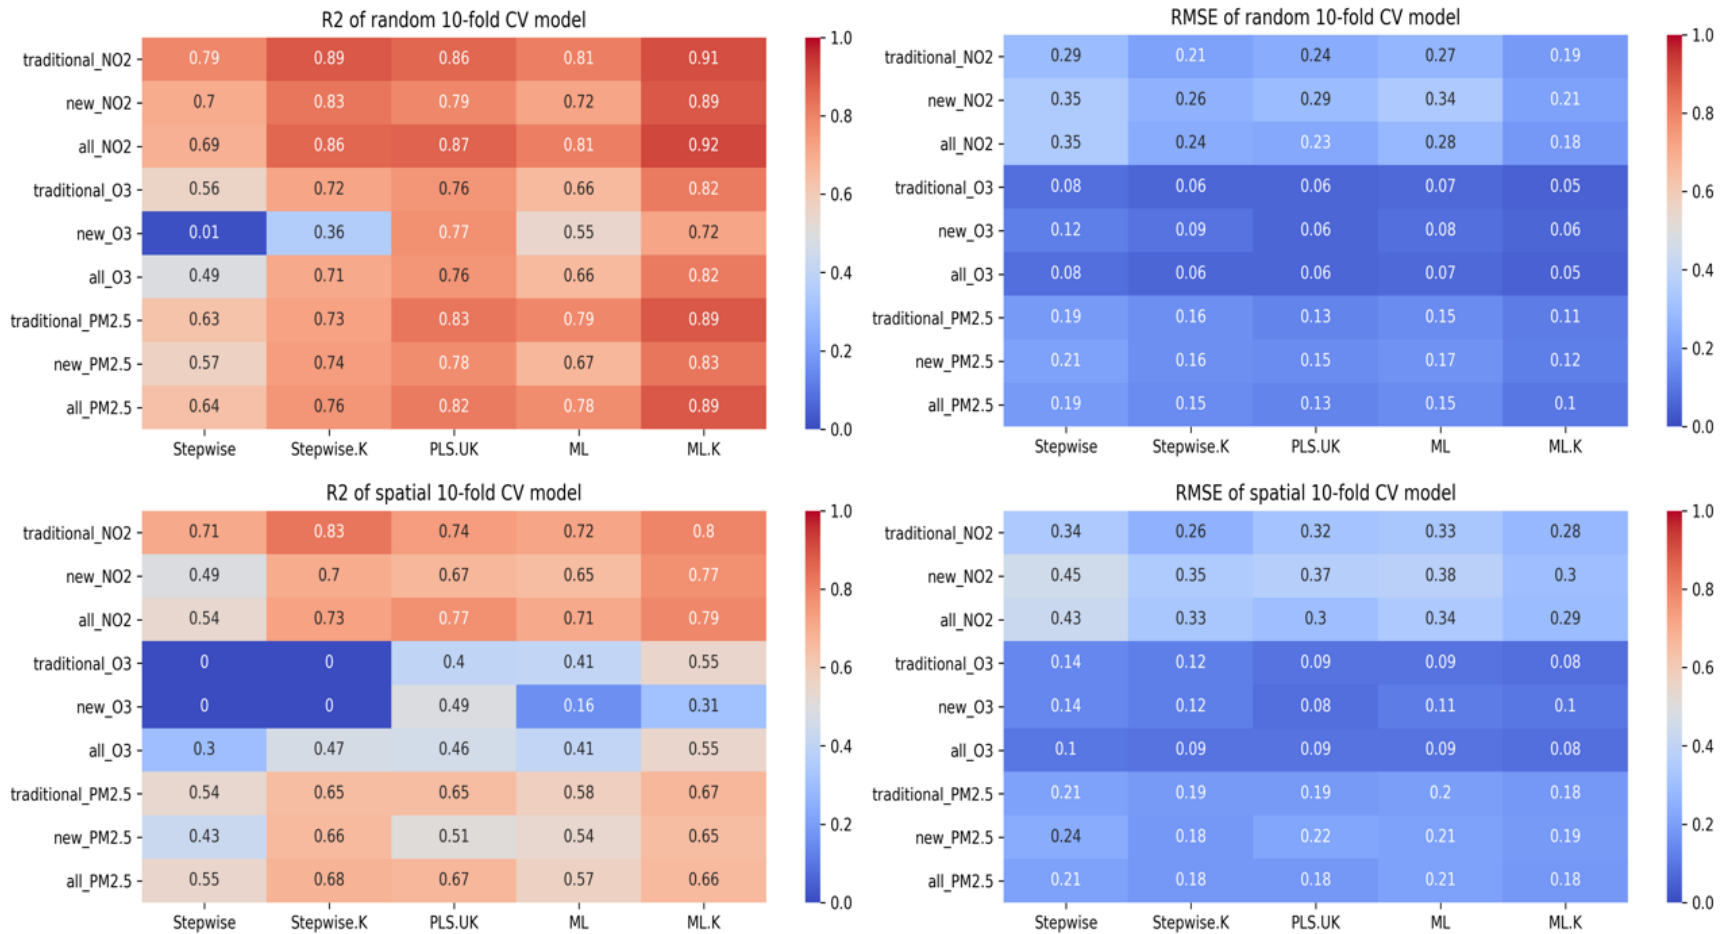 R2 of random 10-fold CV model
traditional_NO2 0.79 0.89 0.86 0.81 0.91
new_NO2 0.7 0.83 0.79 0.72 0.89
all_NO2 0.69 0.86 0.87 0.81 0.92
traditional_O3 0.56 0.72 0.76 0.66 0.82
new_O3 0.01 0.36 0.77 0.55 0.72
all_O3 0.49 0.71 0.76 0.66 0.82
traditional_PM2.5 0.63 0.73 0.83 0.79 0.89
new_PM2.5 0.57 0.74 0.78 0.67 0.83
all_PM2.5 0.64 0.76 0.82 0.78 0.89
Stepwise Stepwise.K PLS.UK ML ML.K
1.0
0.8
0.6
0.4
0.2
0.0
RMSE of random 10-fold CV model
traditional_NO2 0.29 0.21 0.24 0.27 0.19
new_NO2 0.35 0.26 0.29 0.34 0.21
all_NO2 0.35 0.24 0.23 0.28 0.18
traditional_O3 0.08 0.06 0.06 0.07 0.05
new_O3 0.12 0.09 0.06 0.08 0.06
all_O3 0.08 0.06 0.06 0.07 0.05
traditional_PM2.5 0.19 0.16 0.13 0.15 0.11
new_PM2.5 0.21 0.16 0.15 0.17 0.12
all_PM2.5 0.19 0.15 0.13 0.15 0.1
Stepwise Stepwise.K PLS.UK ML ML.K
1.0
0.8
0.6
0.4
0.2
0.0
R2 of spatial 10-fold CV model
traditional_NO2 0.71 0.83 0.74 0.72 0.8
new_NO2 0.49 0.7 0.67 0.65 0.77
all_NO2 0.54 0.73 0.77 0.71 0.79
traditional_O3 0 0 0.4 0.41 0.55
new_O3 0 0 0.49 0.16 0.31
all_O3 0.3 0.47 0.46 0.41 0.55
traditional_PM2.5 0.54 0.65 0.65 0.58 0.67
new_PM2.5 0.43 0.66 0.51 0.54 0.65
all_PM2.5 0.55 0.68 0.67 0.57 0.66
Stepwise Stepwise.K PLS.UK ML ML.K
1.0
0.8
0.6
0.4
0.2
0.0
RMSE of spatial 10-fold CV model
traditional_NO2 0.34 0.26 0.32 0.33 0.28
new_NO2 0.45 0.35 0.37 0.38 0.3
all_NO2 0.43 0.33 0.3 0.34 0.29
traditional_O3 0.14 0.12 0.09 0.09 0.08
new_O3 0.14 0.12 0.08 0.11 0.1
all_O3 0.1 0.09 0.09 0.09 0.08
traditional_PM2.5 0.21 0.19 0.19 0.2 0.18
new_PM2.5 0.24 0.18 0.22 0.21 0.19
all_PM2.5 0.21 0.18 0.18 0.21 0.18
Stepwise Stepwise.K PLS.UK ML ML.K
1.0
0.8
0.6
0.4
0.2
0.0